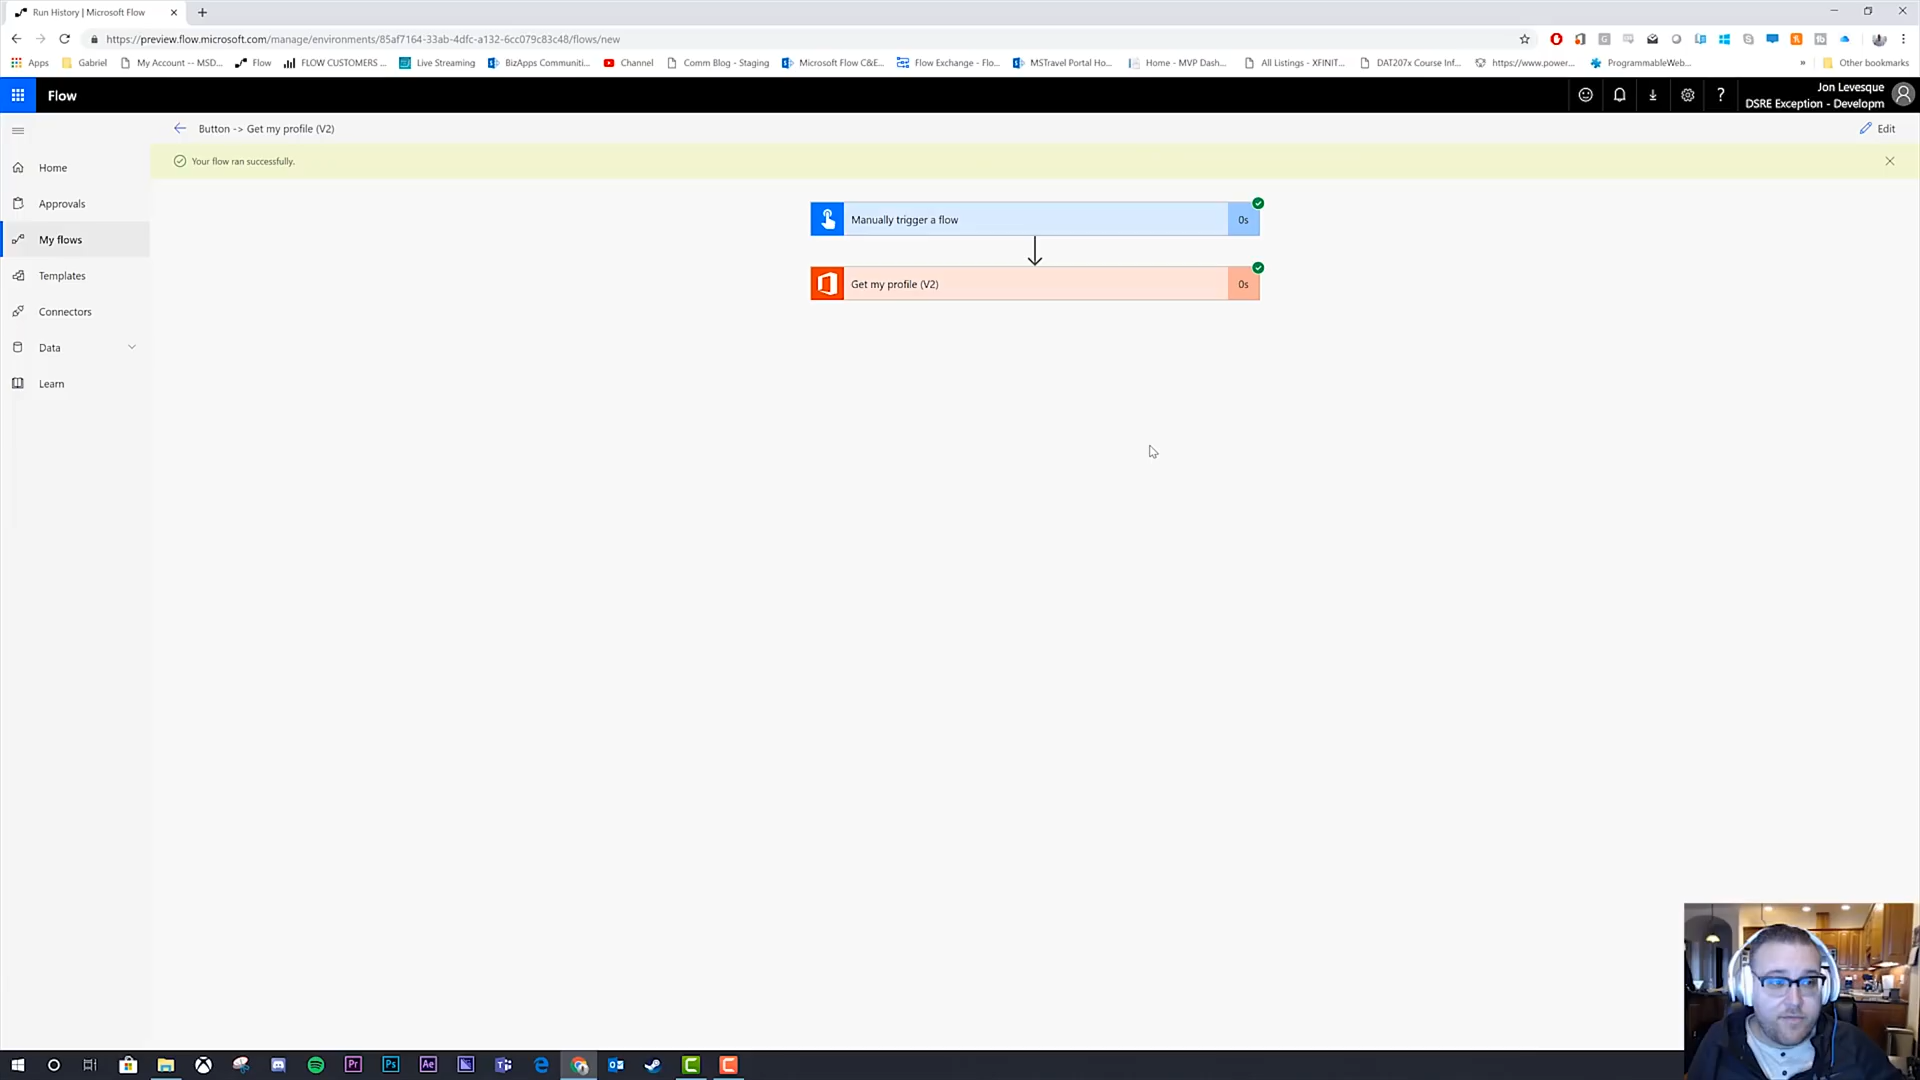 Run History | Microsoft Flow
https://preview.flow.microsoft.com/manage/environments/85af7164-33ab-4dfc-a132-6cc079c83c48/flows/new
Apps
Gabriel
My Account -- MSD...
Flow
FLOW CUSTOMERS ...
Live Streaming
BizApps Communiti...
Channel
Comm Blog - Staging
Microsoft Flow C&E...
Flow Exchange - Flo...
MSTravel Portal Ho...
Home - MVP Dash...
All Listings - XFINIT...
DAT207x Course Inf...
https://www.power...
ProgrammableWeb...
»
Other bookmarks
Flow
?
Jon Levesque
DSRE Exception - Developm
Button -> Get my profile (V2)
Edit
Your flow ran successfully.
Home
Approvals
My flows
Templates
Connectors
Data
Learn
Manually trigger a flow
0s
Get my profile (V2)
0s
Pr
Ps
Ae